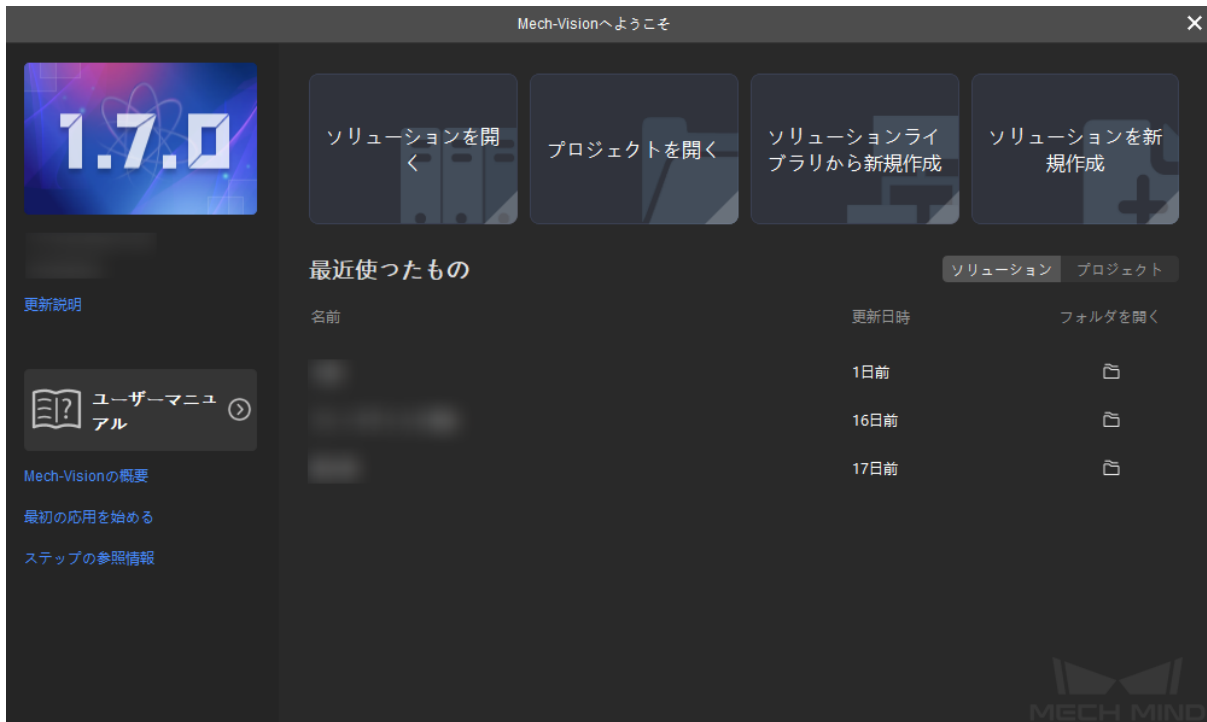 Mech-Visionへようこそ
1.7.0
更新説明
ユーザーマニュ
アル
Mech-Visionの概要
最初の応用を始める
ステップの参照情報
ソリューションを開
く
プロジェクトを開く
ソリューションライ
ブラリから新規作成
ソリューションを新
規作成
最近使つたもの
ソリューション プロジェクト
名前 更新日時 フォルダを開く
1日前
16日前
17日前
MECH MIND